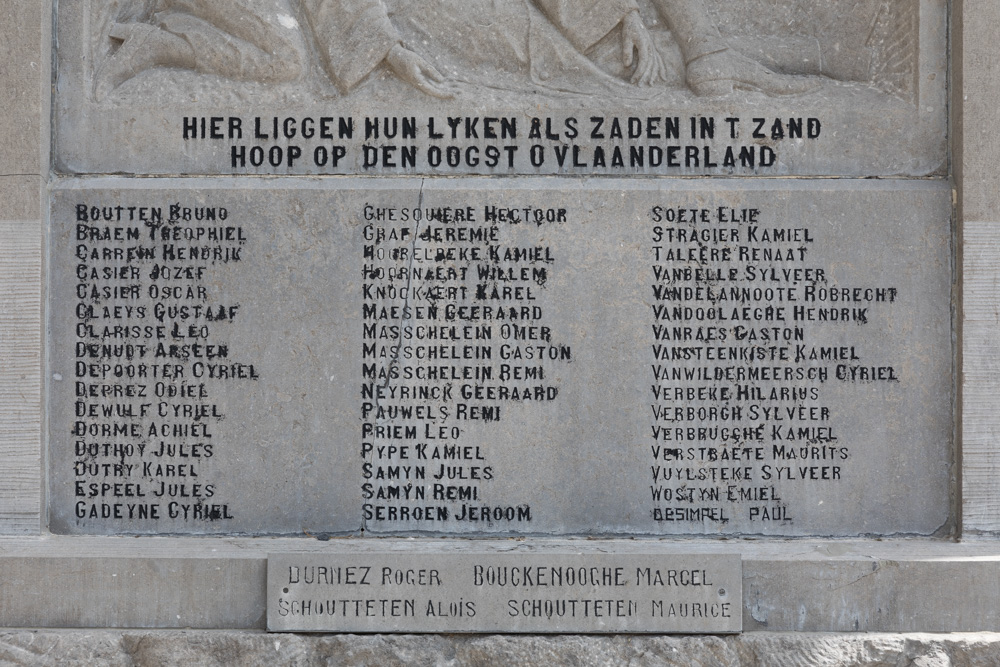 HIER LIGGEN HUN LYKEN ALS ZADEN IN T ZAND
HOOP OP DEN OOGST O VLAANDERLAND
BOUTTEN BRUNO
BRAEM THEOPHIEL
CARREIN HENDRIK
CASIER JOZEF
CASIER OSCAR
CLAEYS GUSTAAF
CLARISSE LEO
DENUDT ARSEEN
DEPOORTER CYRIEL
DEPREZ ODIEL
DEWULF CYRIEL
DORME ACHIEL
DUTHOY JULES
DUTRY KAREL
ESPEEL JULES
GADEYNE CYRIEL
GHESQUIERE HECTOOR
GRAF JEREMIE
HOORELBEKE KAMIEL
HOORNAERT WILLEM
KNOCKAERT KAREL
MAESEN GEERAARD
MASSCHELEIN OMER
MASSCHELEIN GASTON
MASSCHELEIN REMI
NEYRINCK GEERAARD
PAUWELS REMI
PRIEM LEO
PYPE KAMIEL
SAMYN JULES
SAMYN REMI
SERROEN JEROOM
SOETE ELIE
STRAGIER KAMIEL
TALEERE RENAAT
VANBELLE SYLVEER
VANDELANNOOTE ROBRECHT
VANDOOLAEGHE HENDRIK
VANRAES GASTON
VANSTEENKISTE KAMIEL
VANWILDERMEERSCH CYRIEL
VERBEKE HILARIUS
VERBORGH SYLVEER
VERBRUGGHE KAMIEL
VERSTRAETE MAURITS
VUYLSTEKE SYLVEER
WOSTYN EMIEL
DESIMPEL PAUL
DURNEZ ROGER BOUCKENOOGHE MARCEL
SCHOUTTETEN ALOIS SCHOUTTETEN MAURICE